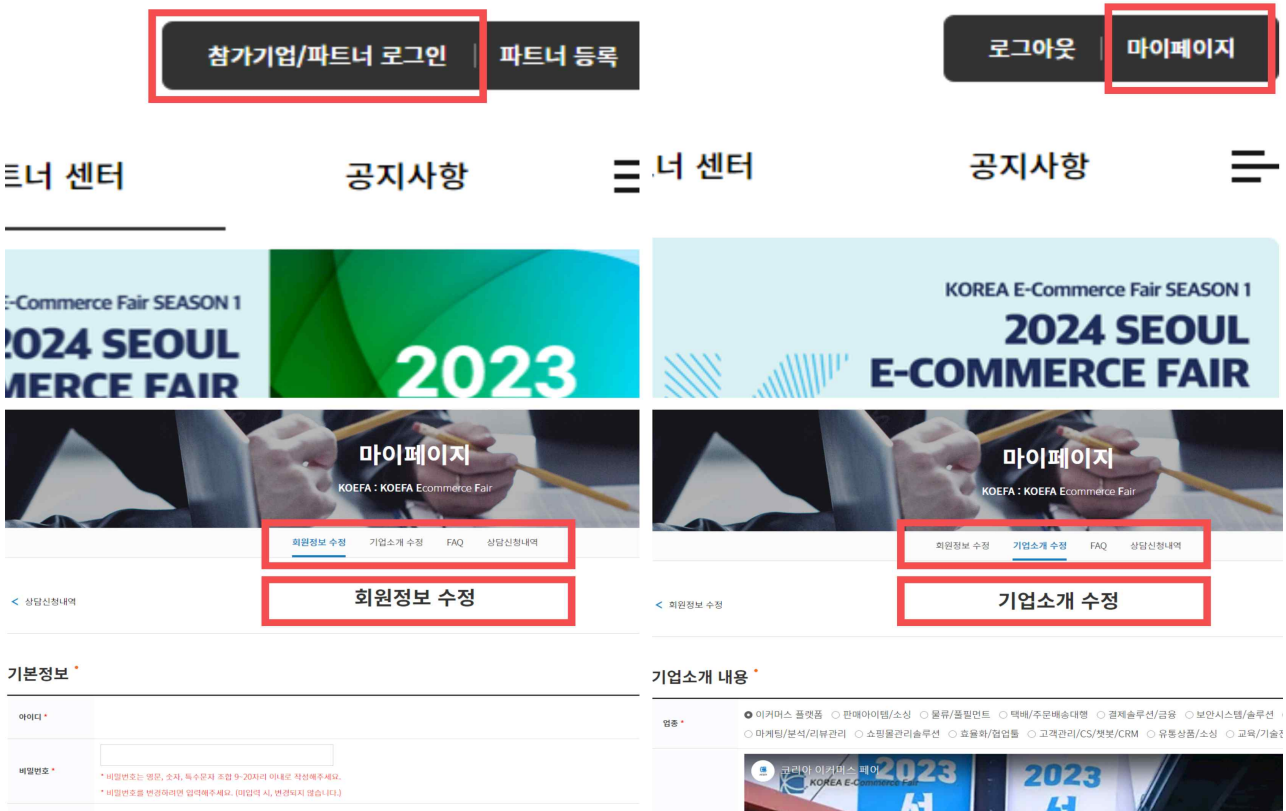 참가기업/파트너 로그인 | 파트너 등록
트너 센터
공지사항
E-Commerce Fair SEASON 1
2024 SEOUL
MERCE FAIR
2023
마이페이지
KOEFA : KOEFA Ecommerce Fair
회원정보 수정 기업소개 수정 FAQ 상담신청내역
< 상담신청내역
회원정보 수정
기본정보 *
아이디 *
비밀번호 *
* 비밀번호는 영문, 숫자, 특수문자 조합 9~20자리 이내로 작성해주세요.
* 비밀번호를 변경하려면 입력해주세요. (미입력 시, 변경되지 않습니다.)
로그아웃 | 마이페이지
너 센터
공지사항
KOREA E-Commerce Fair SEASON 1
2024 SEOUL
E-COMMERCE FAIR
마이페이지
KOEFA : KOEFA Ecommerce Fair
회원정보 수정 기업소개 수정 FAQ 상담신청내역
< 회원정보 수정
기업소개 수정
기업소개 내용 *
업종 *
이커머스 플랫폼 판매아이템/소싱 물류/풀필먼트 택배/주문배송대행 결제솔루션/금융 보안시스템/솔루션
마케팅/분석/리뷰관리 쇼핑몰관리솔루션 효율화/협업툴 고객관리/CS/챗봇/CRM 유통상품/소싱 교육/기술
코리아 이커머스 페어
KOREA E-Commerce Fair
2023
2023